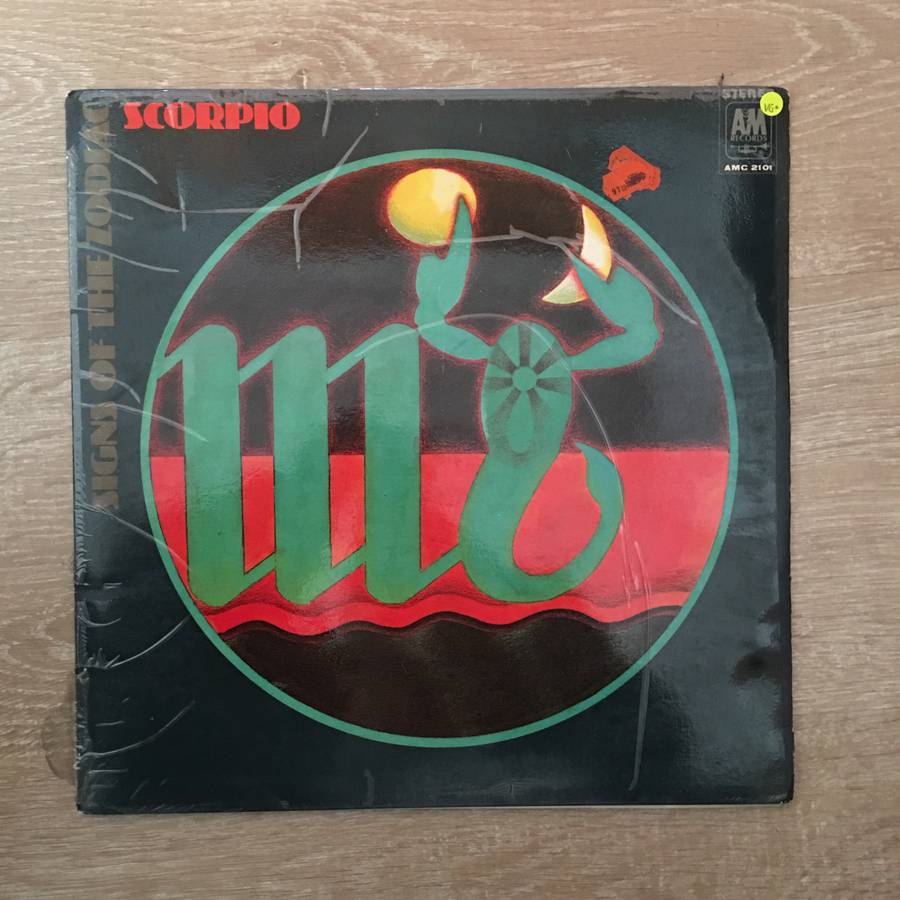 SCORPIO
SIGNS OF THE ZODIAC
STEREO
VG+
A&M
RECORDS
AMC 2101